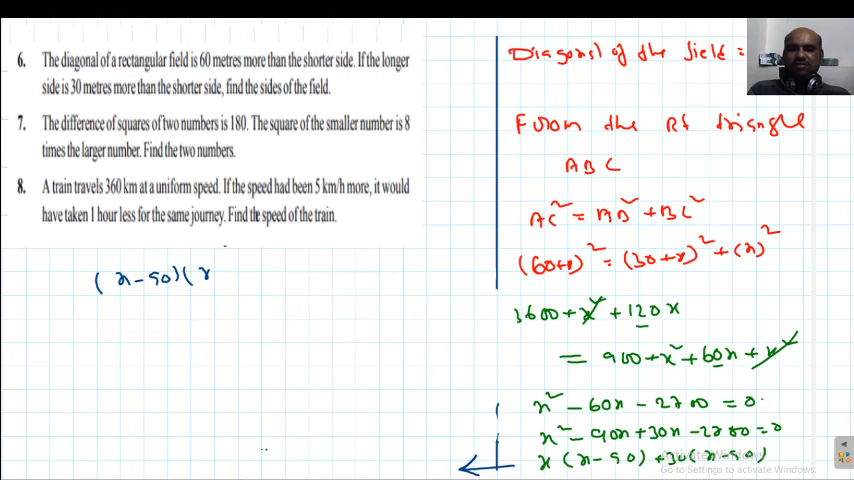 6. The diagonal of a rectangular field is 60 metres more than the shorter side. If the longer
side is 30 metres more than the shorter side, find the sides of the field.
7. The difference of squares of two numbers is 180. The square of the smaller number is 8
times the larger number. Find the two numbers.
8. A train travels 360 km at a uniform speed. If the speed had been 5 km/h more, it would
have taken 1 hour less for the same journey. Find the speed of the train.
(x-90)(x
Diagonal of the field =
From the Rt triangle
ABC
AC² = AB² + BC²
(60+x)² = (30+x)² + (x)²
3600 + x² + 120x
= 900 + x² + 60x + x²
x² - 60x - 2700 = 0
x² - 90x + 30x - 2700 = 0
x(x-90) + 30(x-90)
Activate Windows
Go to Settings to activate Windows.